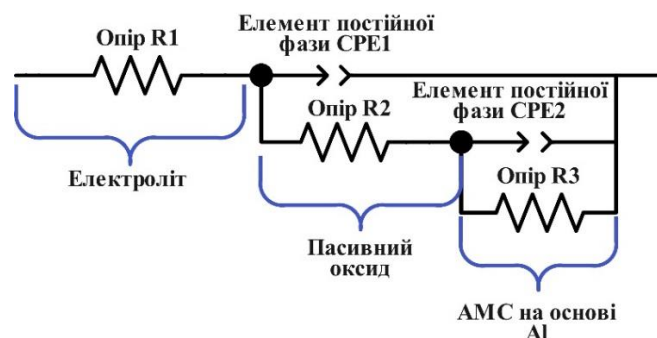 Опір R1
Елемент постійної
фази CPE1
Опір R2
Елемент постійної
фази CPE2
Опір R3
Електроліт
Пасивний
оксид
АМС на основі
Al